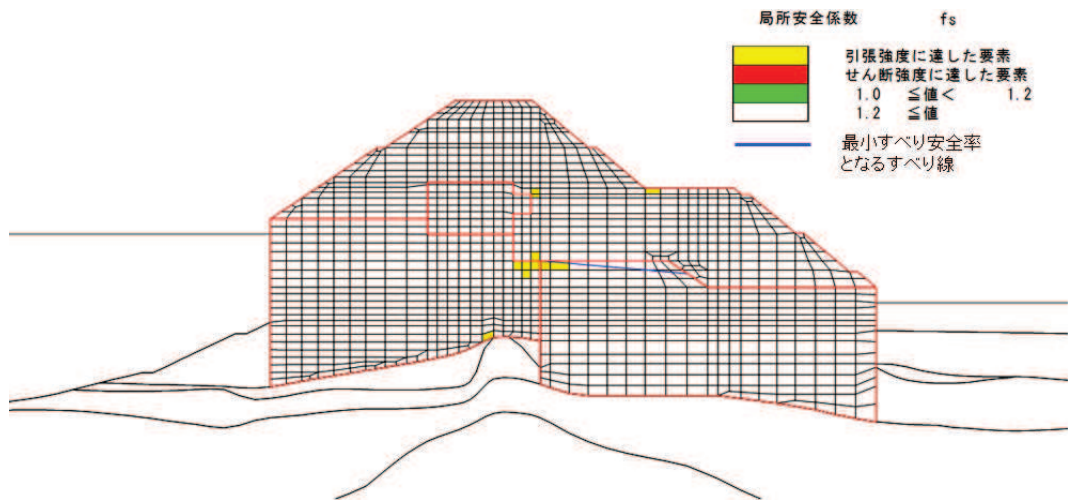 局所安全係数 fs
引張強度に達した要素
せん断強度に達した要素
1.0 ≦値< 1.2
1.2 ≦値
最小すべり安全率
となるすべり線